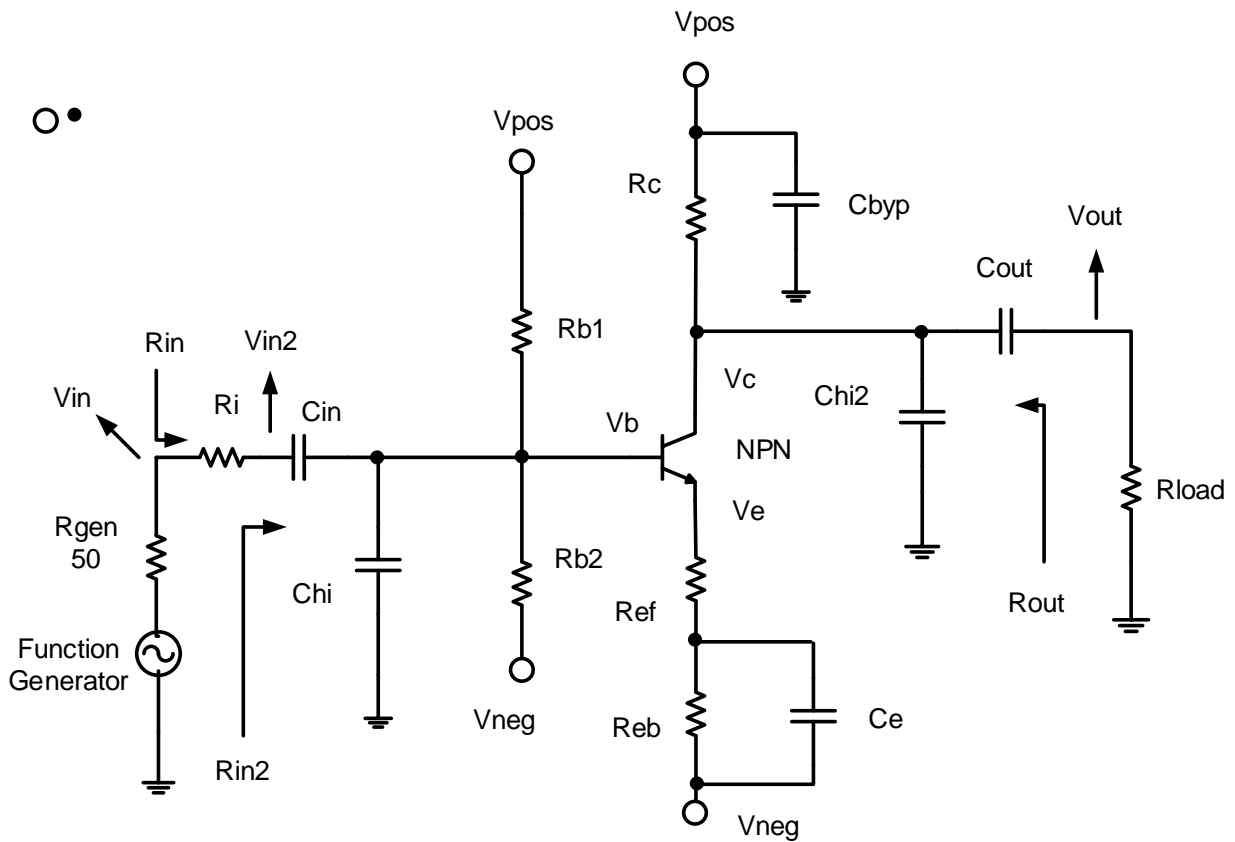 Vpos
Vpos
Rc
Cbyp
Vout
Cout
Rb1
Rin
Vin2
Vin
Ri
Cin
Vc
Chi2
Vb
NPN
Rload
Ve
Rgen
50
Rb2
Chi
Ref
Rout
Function
Generator
Vneg
Reb
Ce
Rin2
Vneg